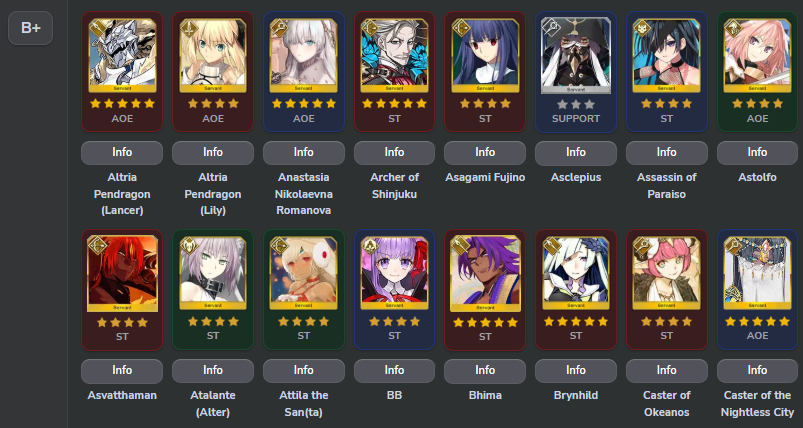 B+
Servant Servant Servant Servant Servant Servant Servant Servant
AOE AOE AOE ST ST SUPPORT ST AOE
Info Info Info Info Info Info Info Info
Altria Altria Anastasia Archer of Asagami Fujino Asclepius Assassin of Astolfo
Pendragon Pendragon Nikolaevna Shinjuku Paraiso
(Lancer) (Lily) Romanova
Servant Servant Servant Servant Servant Servant Servant Servant
ST ST ST ST ST ST ST AOE
Info Info Info Info Info Info Info Info
Asvatthaman Atalante Attila the BB Bhima Brynhild Caster of Caster of the
(Alter) San(ta) Okeanos Nightless City